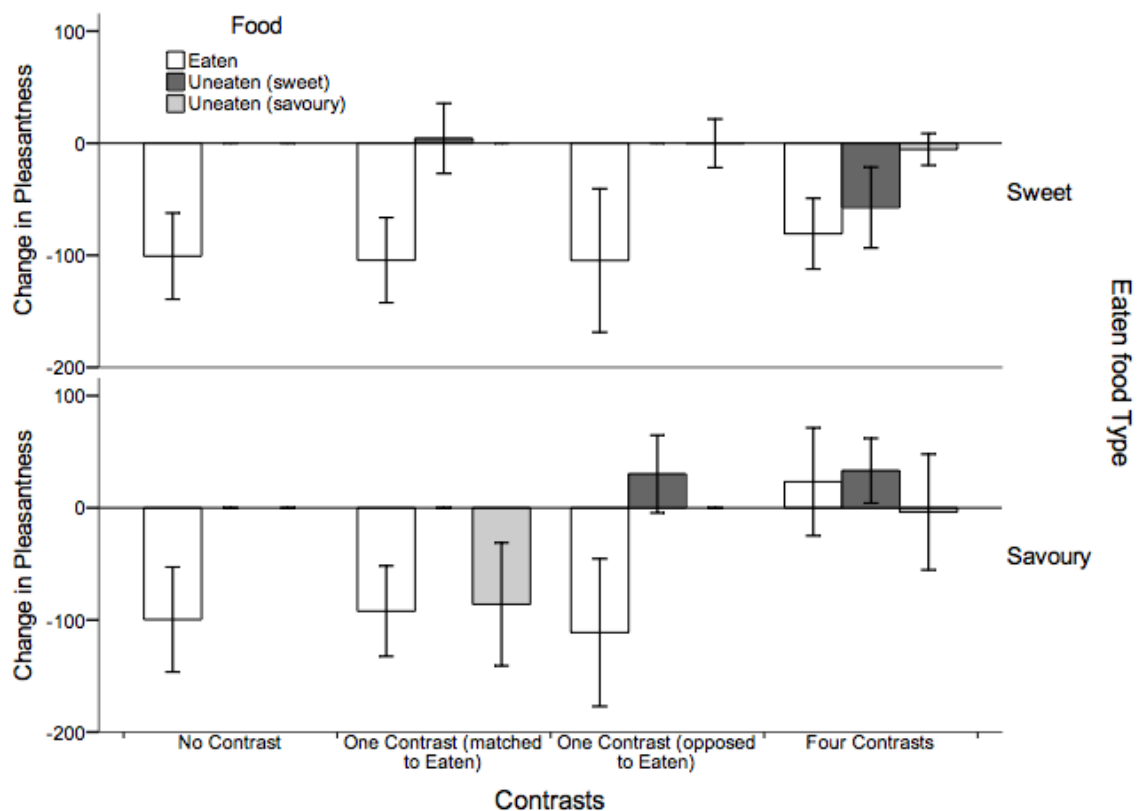 Food
Eaten
Uneaten (sweet)
Uneaten (savoury)
Change in Pleasantness
100
0
-100
-200
Sweet
Change in Pleasantness
100
0
-100
-200
Savoury
Eaten food Type
No Contrast
One Contrast (matched
to Eaten)
One Contrast (opposed
to Eaten)
Four Contrasts
Contrasts